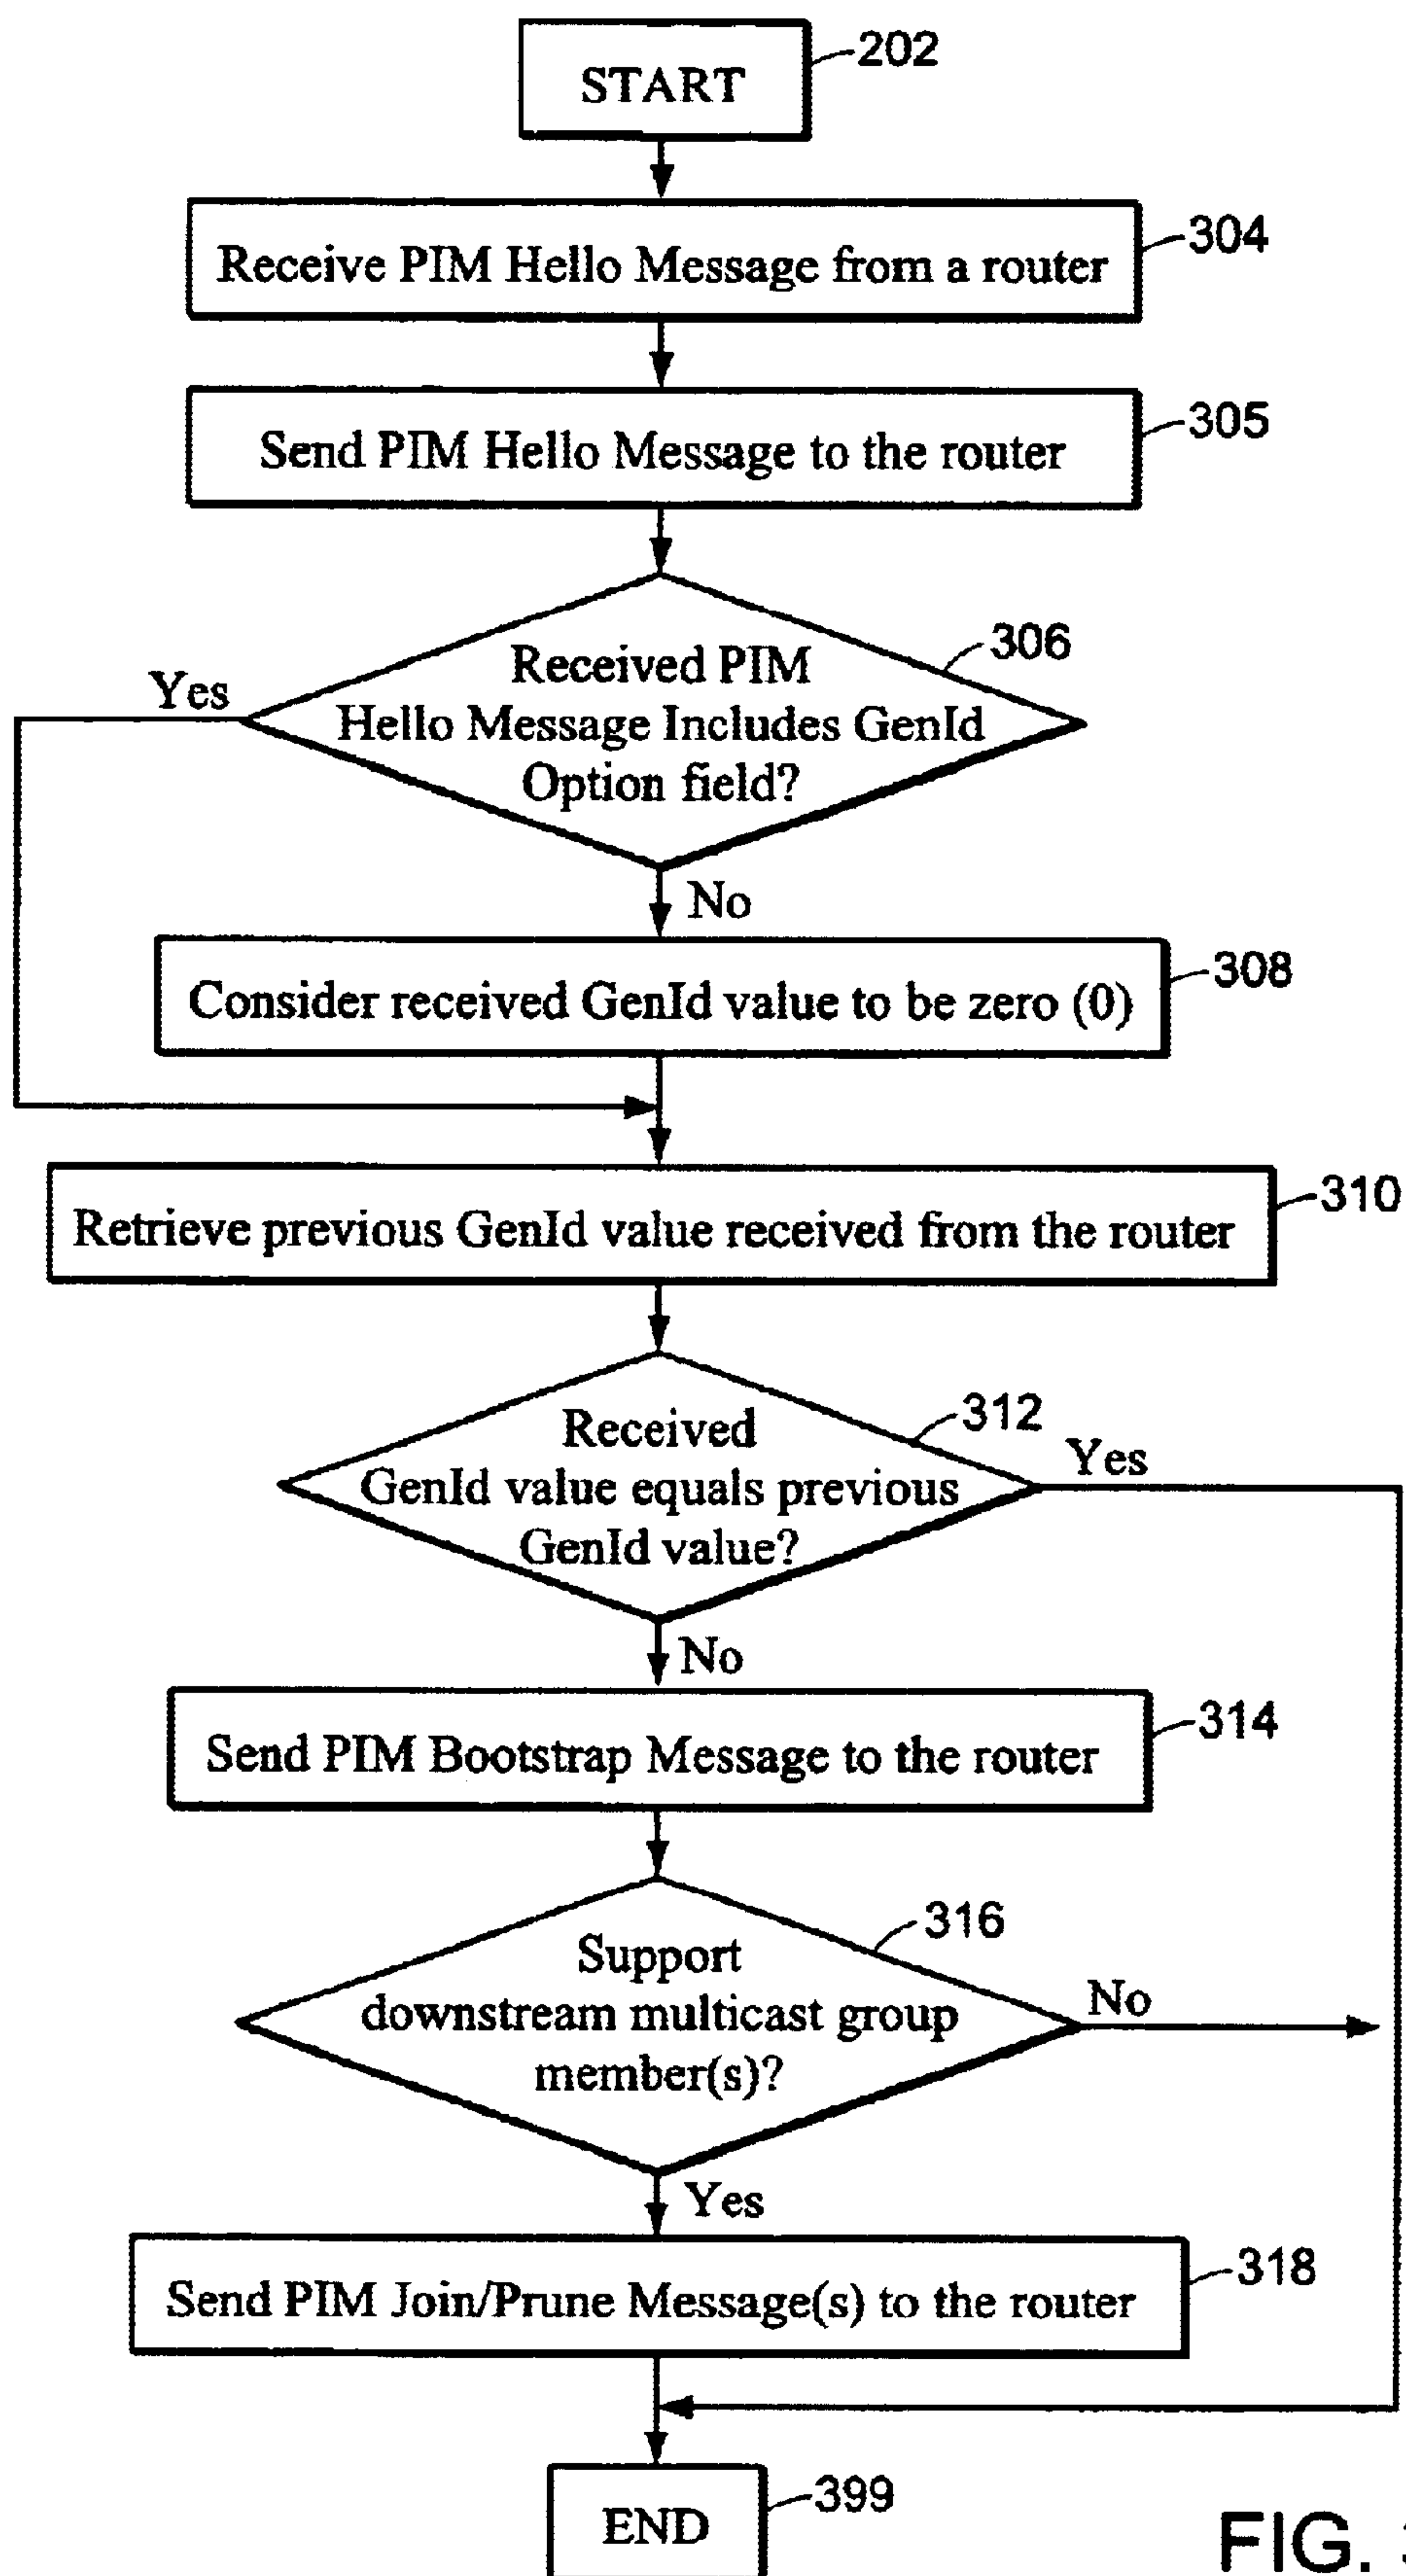 START
202
Receive PIM Hello Message from a router
304
Send PIM Hello Message to the router
305
306
Received PIM
Hello Message Includes GenId
Option field?
Yes
No
Consider received GenId value to be zero (0)
308
Retrieve previous GenId value received from the router
310
312
Received
GenId value equals previous
GenId value?
Yes
No
Send PIM Bootstrap Message to the router
314
316
Support
downstream multicast group
member(s)?
No
Yes
Send PIM Join/Prune Message(s) to the router
318
END
399
FIG.